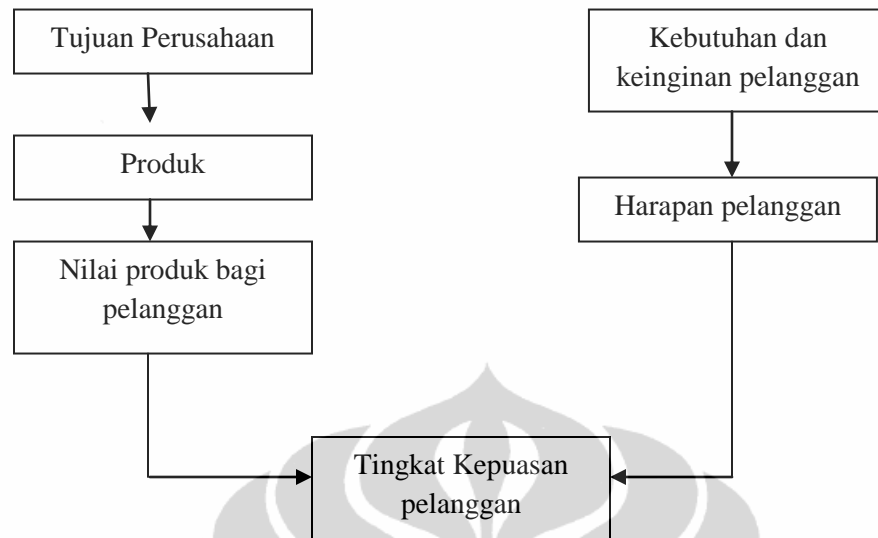 Tujuan Perusahaan
Kebutuhan dan
keinginan pelanggan
Produk
Harapan pelanggan
Nilai produk bagi
pelanggan
Tingkat Kepuasan
pelanggan